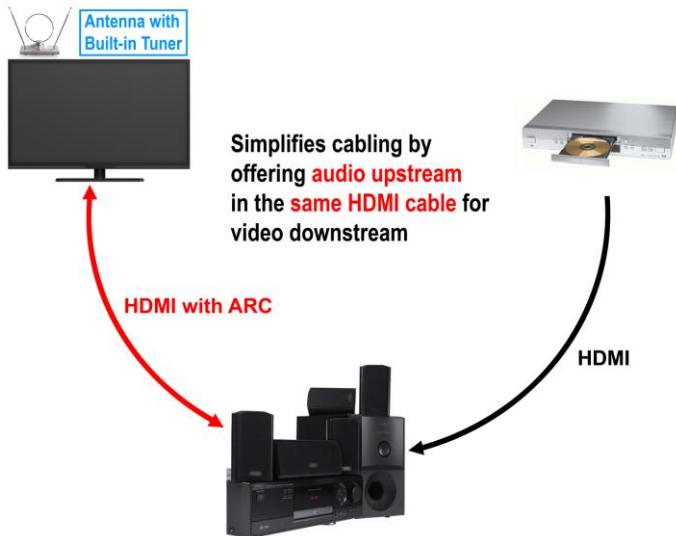 Antenna with
Built-in Tuner
Simplifies cabling by
offering audio upstream
in the same HDMI cable for
video downstream
HDMI with ARC
HDMI